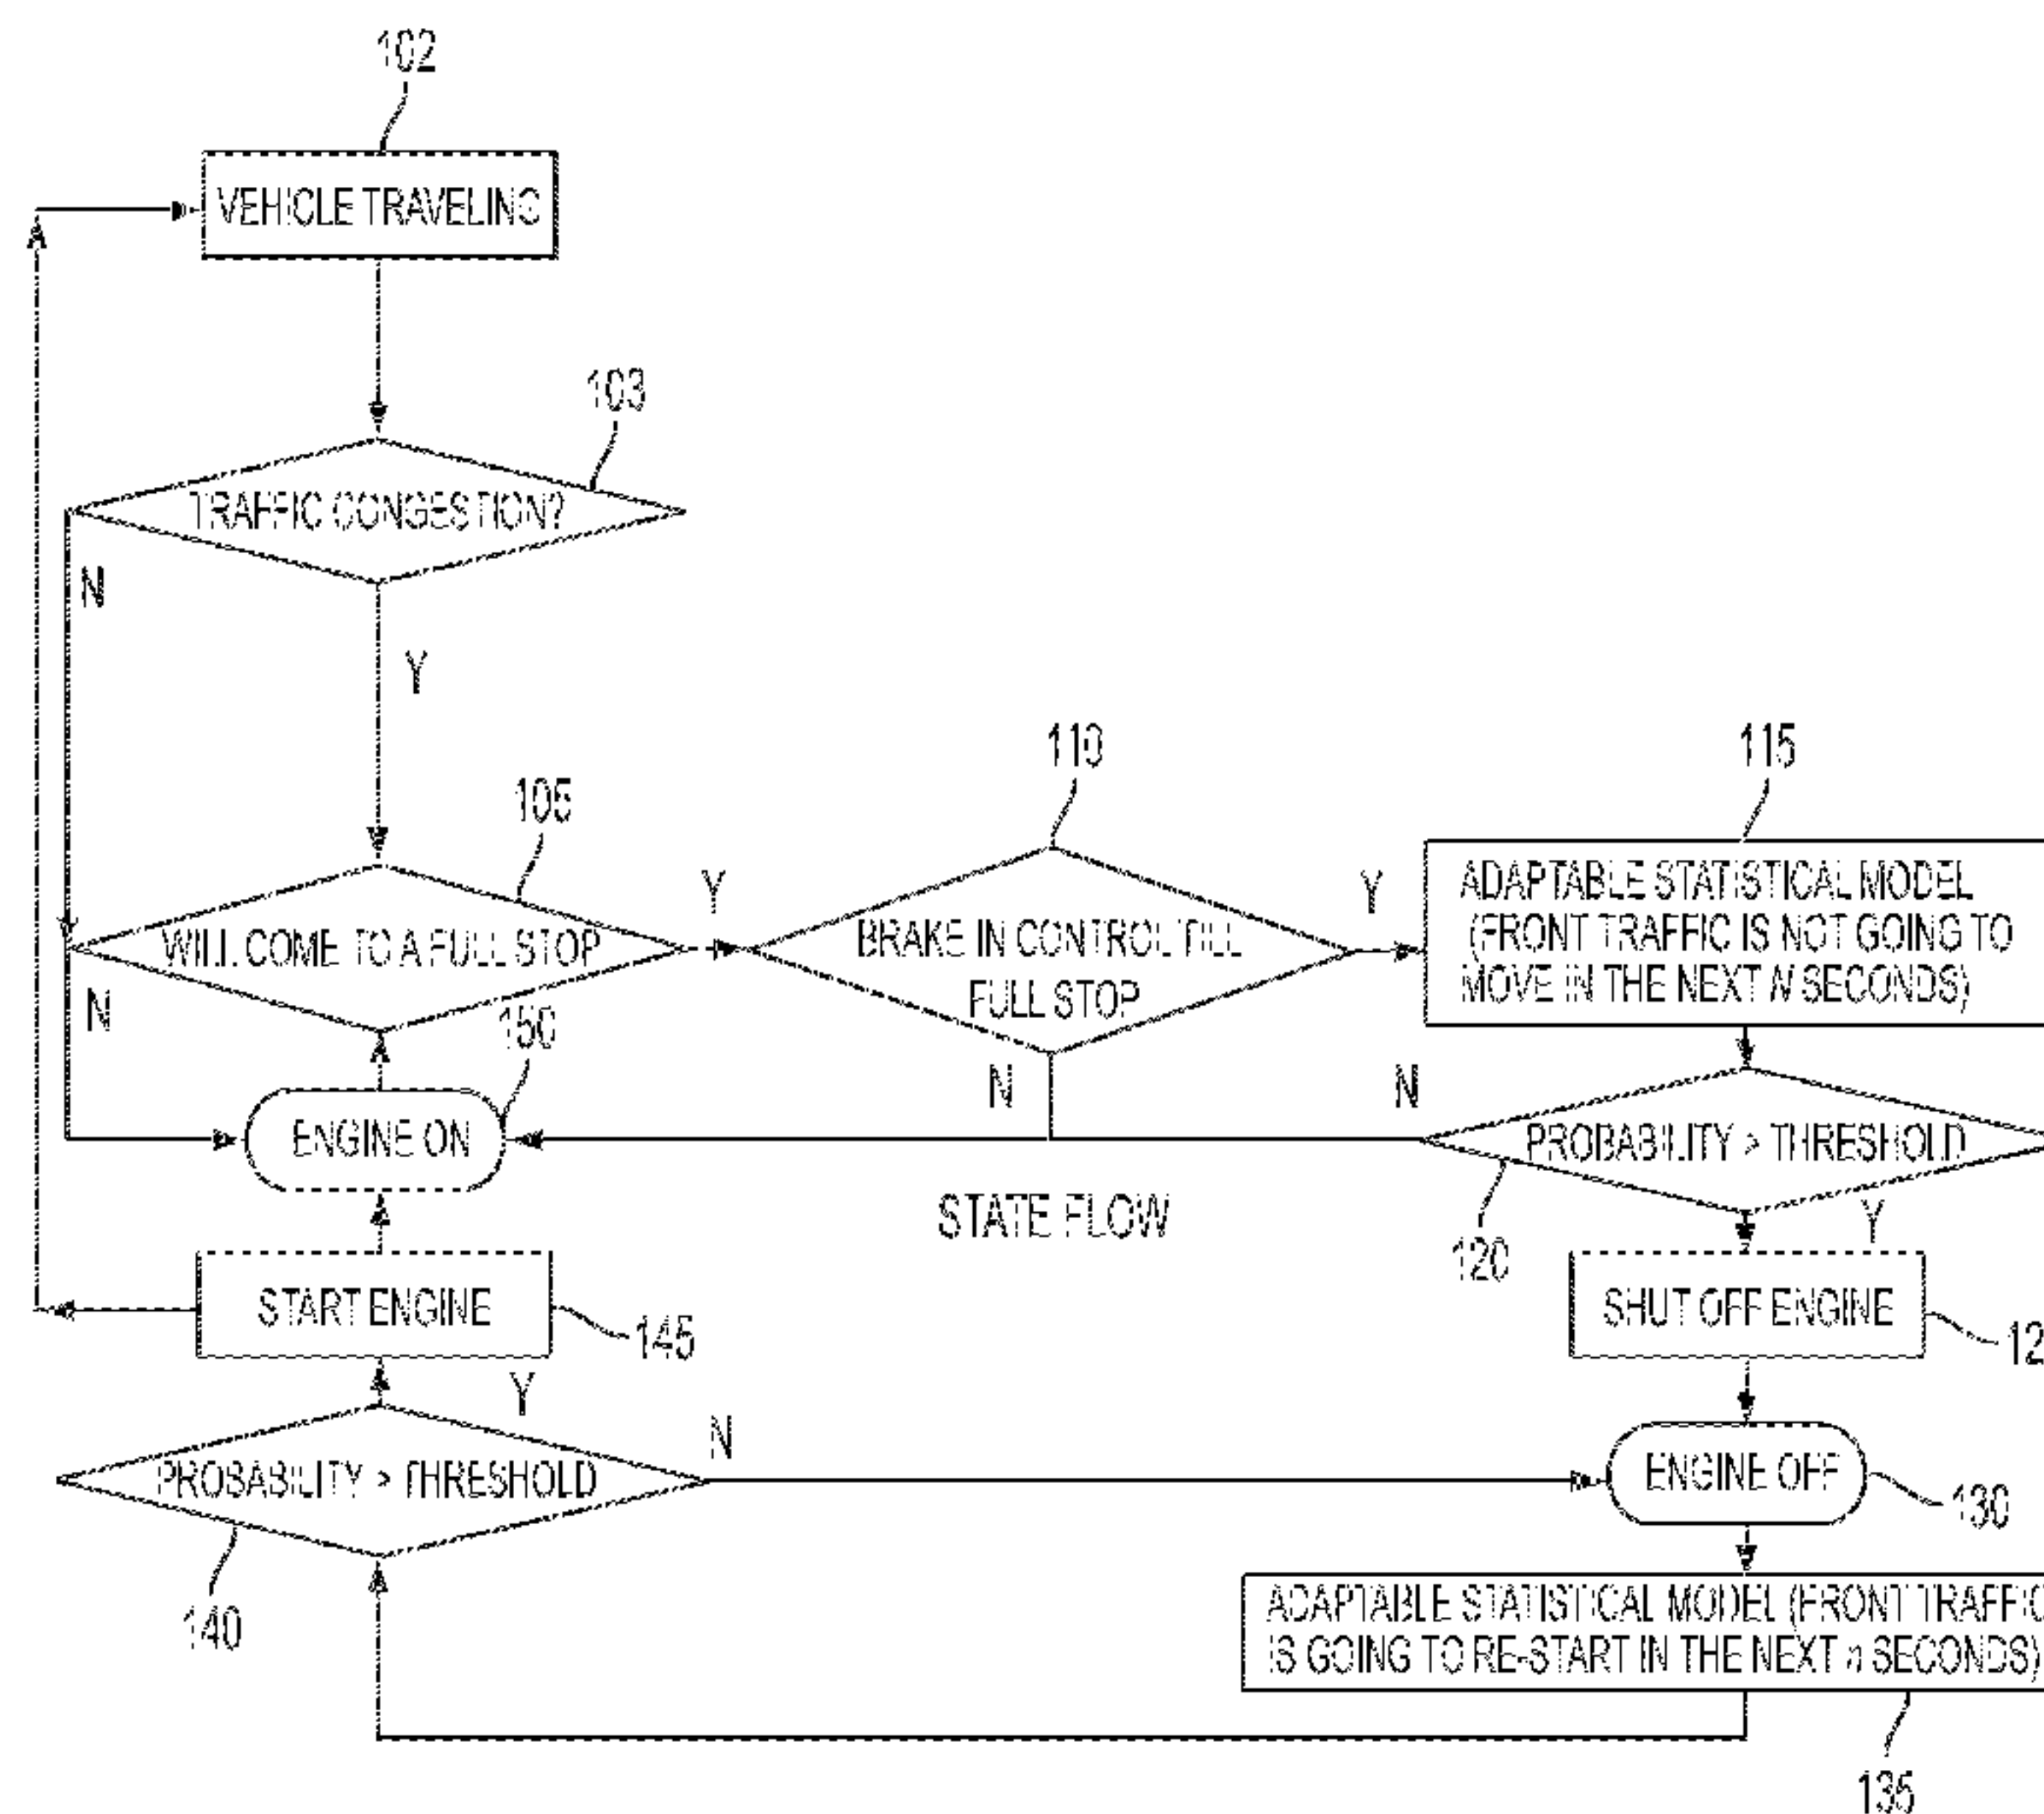 102
VEHICLE TRAVELING
103
TRAFFIC CONGESTION?
N
Y
105
110
115
WILL COME TO A FULL STOP
Y
BRAKE IN CONTROL TILL
FULL STOP
Y
ADAPTABLE STATISTICAL MODEL
(FRONT TRAFFIC IS NOT GOING TO
MOVE IN THE NEXT N SECONDS)
N
150
N
N
ENGINE ON
PROBABILITY > THRESHOLD
STATE FLOW
120
Y
START ENGINE
145
SHUT OFF ENGINE
12
Y
N
PROBABILITY > THRESHOLD
ENGINE OFF
130
140
ADAPTABLE STATISTICAL MODEL (FRONT TRAFFIC
IS GOING TO RE-START IN THE NEXT n SECONDS)
135